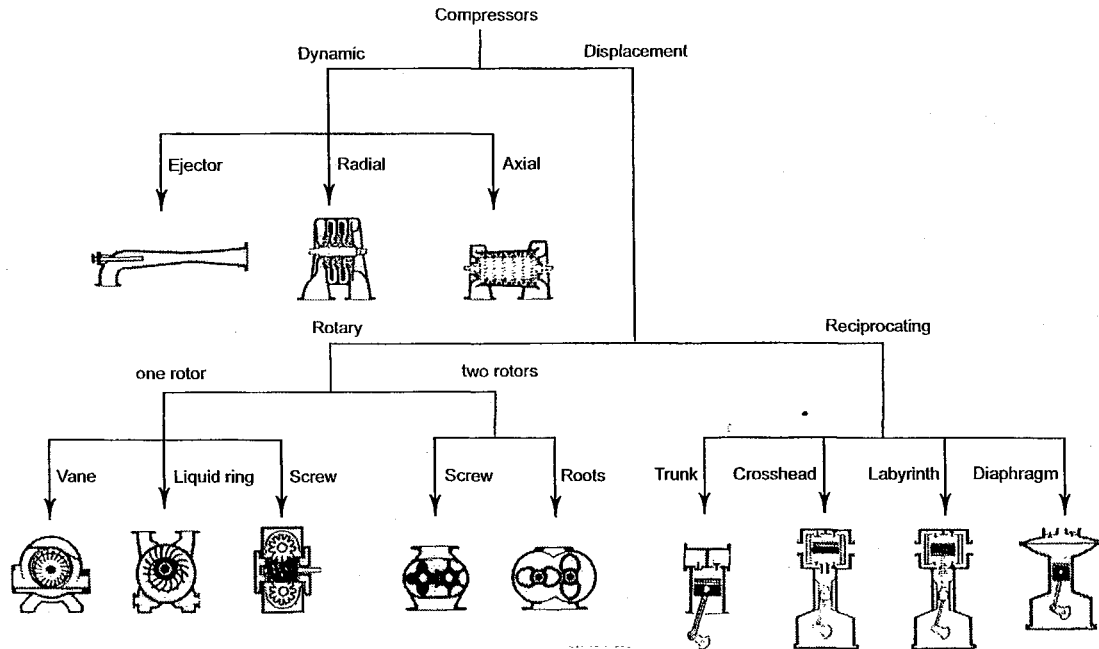 Compressors
Dynamic
Displacement
Ejector
Radial
Axial
Rotary
Reciprocating
one rotor
two rotors
Vane
Liquid ring
Screw
Screw
Roots
Trunk
Crosshead
Labyrinth
Diaphragm